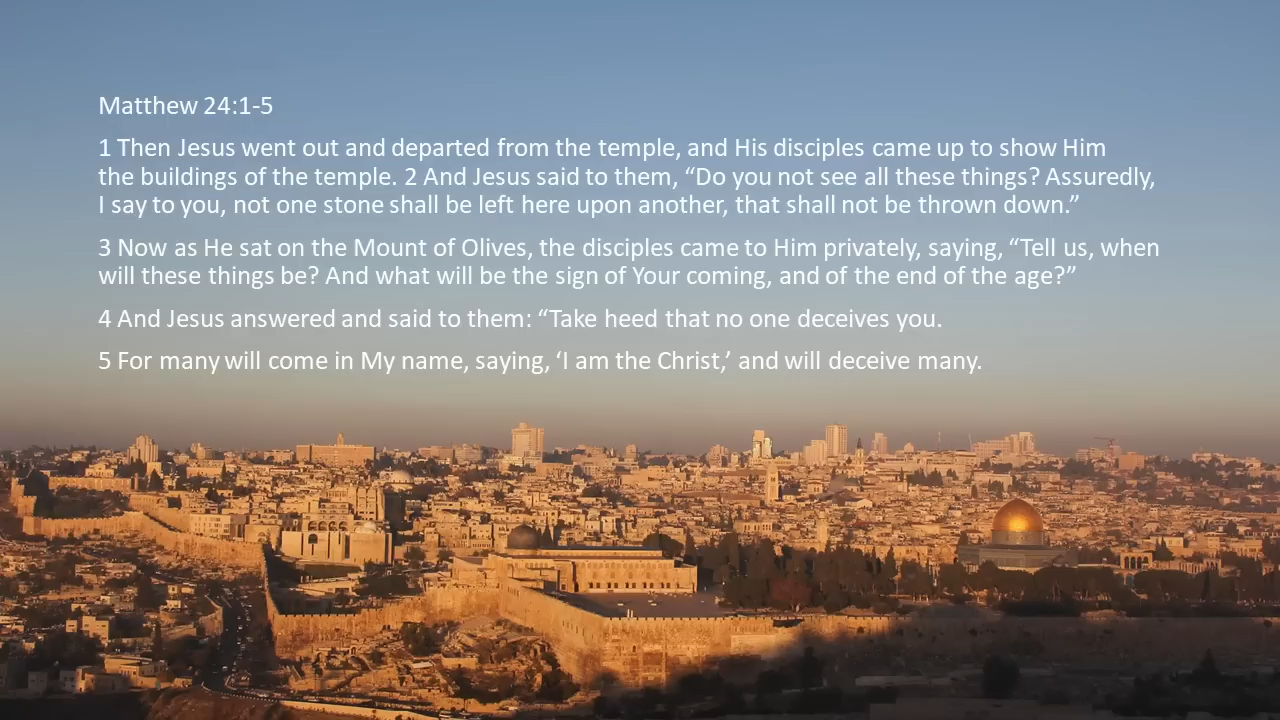 Matthew 24:1-5
1 Then Jesus went out and departed from the temple, and His disciples came up to show Him
the buildings of the temple. 2 And Jesus said to them, “Do you not see all these things? Assuredly,
I say to you, not one stone shall be left here upon another, that shall not be thrown down.”
3 Now as He sat on the Mount of Olives, the disciples came to Him privately, saying, “Tell us, when
will these things be? And what will be the sign of Your coming, and of the end of the age?”
4 And Jesus answered and said to them: “Take heed that no one deceives you.
5 For many will come in My name, saying, ‘I am the Christ,’ and will deceive many.